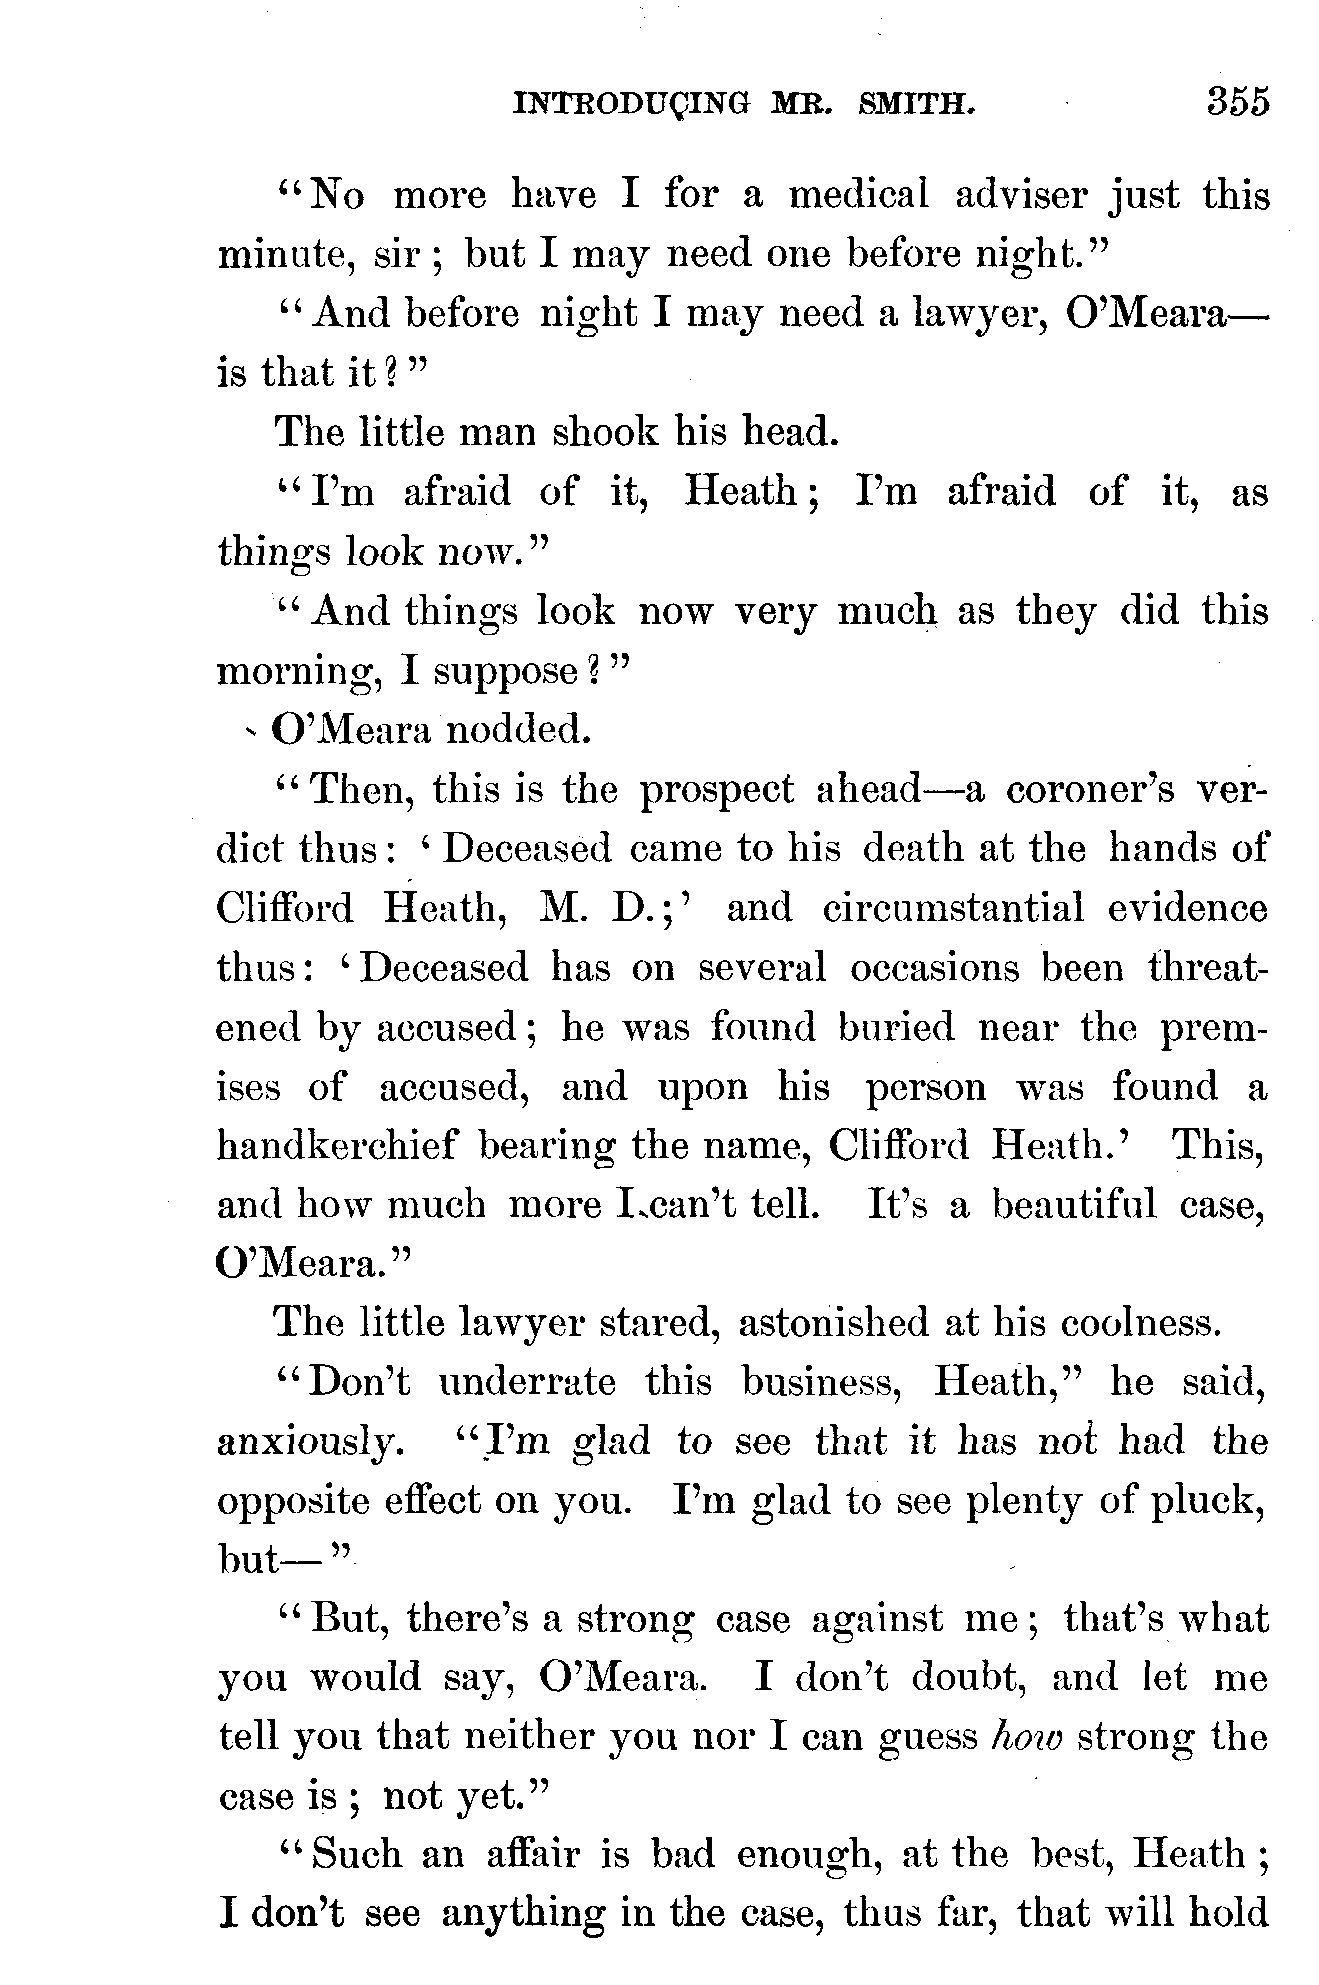 INTRODUCING MR. SMITH. 355
"No more have I for a medical adviser just this
minute, sir; but I may need one before night."
"And before night I may need a lawyer, O'Meara—
is that it?"
The little man shook his head.
"I'm afraid of it, Heath; I'm afraid of it, as
things look now."
"And things look now very much as they did this
morning, I suppose?"
O'Meara nodded.
"Then, this is the prospect ahead—a coroner's ver-
dict thus: 'Deceased came to his death at the hands of
Clifford Heath, M. D.;' and circumstantial evidence
thus: 'Deceased has on several occasions been threat-
ened by accused; he was found buried near the prem-
ises of accused, and upon his person was found a
handkerchief bearing the name, Clifford Heath.' This,
and how much more I can't tell. It's a beautiful case,
O'Meara."
The little lawyer stared, astonished at his coolness.
"Don't underrate this business, Heath," he said,
anxiously. "I'm glad to see that it has not had the
opposite effect on you. I'm glad to see plenty of pluck,
but—"
"But, there's a strong case against me; that's what
you would say, O'Meara. I don't doubt, and let me
tell you that neither you nor I can guess how strong the
case is; not yet."
"Such an affair is bad enough, at the best, Heath;
I don't see anything in the case, thus far, that will hold